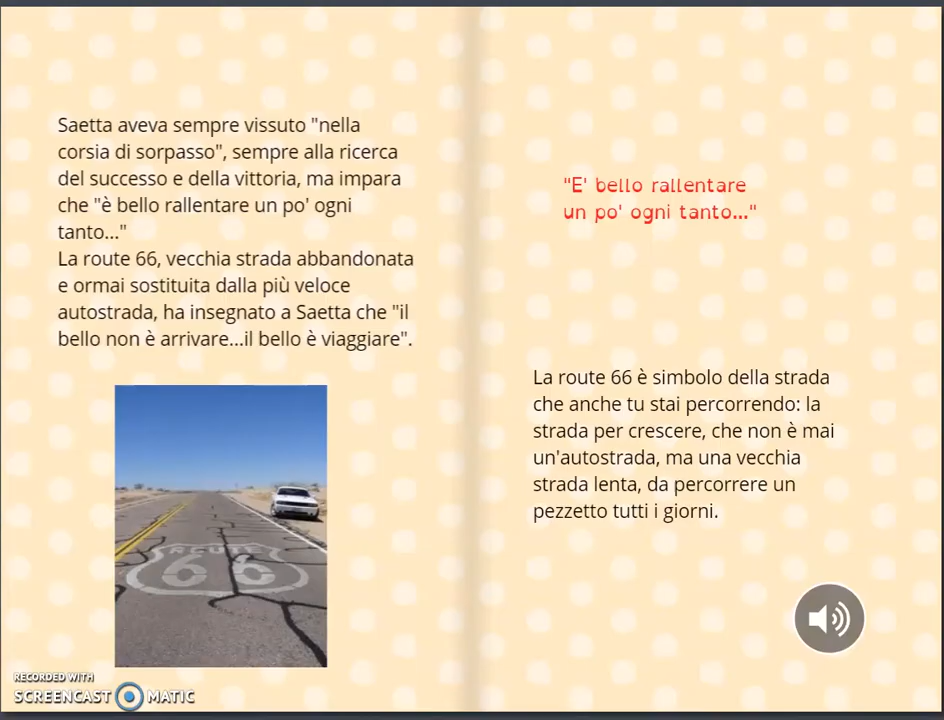 Saetta aveva sempre vissuto "nella
corsia di sorpasso", sempre alla ricerca
del successo e della vittoria, ma impara
che "è bello rallentare un po' ogni
tanto..."
La route 66, vecchia strada abbandonata
e ormai sostituita dalla più veloce
autostrada, ha insegnato a Saetta che "il
bello non è arrivare...il bello è viaggiare".
ROUTE
66
RECORDED WITH
SCREENCAST MATIC
"E' bello rallentare
un po' ogni tanto..."
La route 66 è simbolo della strada
che anche tu stai percorrendo: la
strada per crescere, che non è mai
un'autostrada, ma una vecchia
strada lenta, da percorrere un
pezzetto tutti i giorni.